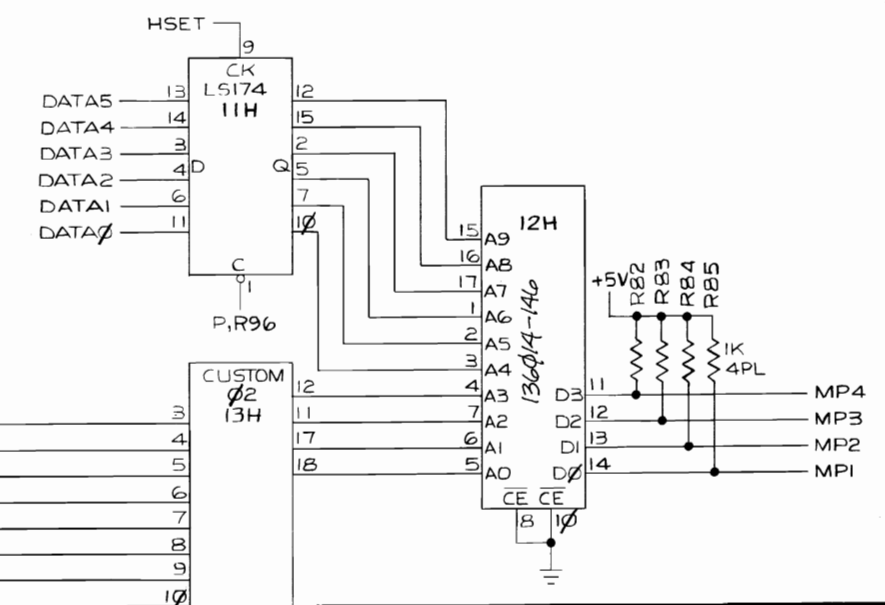 HSET
9
CK
LS174
11H
DATA5 13 12
DATA4 14 15
DATA3 3 2
DATA2 4 D Q 5
DATA1 6 7
DATAØ 11 1Ø
C
1
P,R96
12H
136Ø14-146
15 A9
16 A8
17 A7
1 A6
2 A5
3 A4
4 A3
7 A2
6 A1
5 A0
D3 11 MP4
D2 12 MP3
D1 13 MP2
DØ 14 MP1
CE CE
8 1Ø
+5V R82 R83 R84 R85
1K
4PL
CUSTOM
Ø2
13H
12
11
17
18
3
4
5
6
7
8
9
1Ø